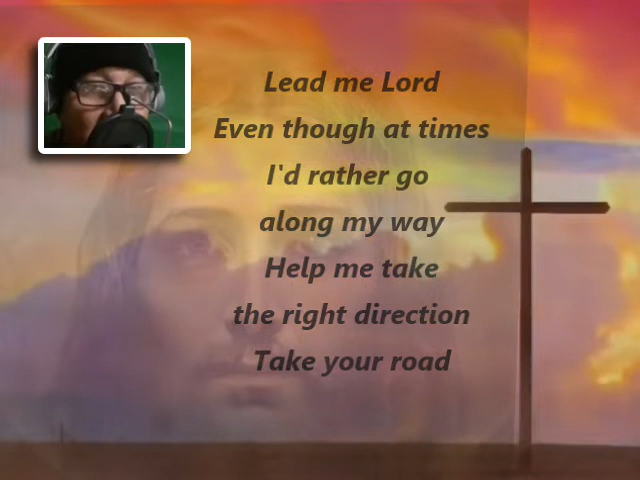 Lead me Lord
Even though at times
I'd rather go
along my way
Help me take
the right direction
Take your road